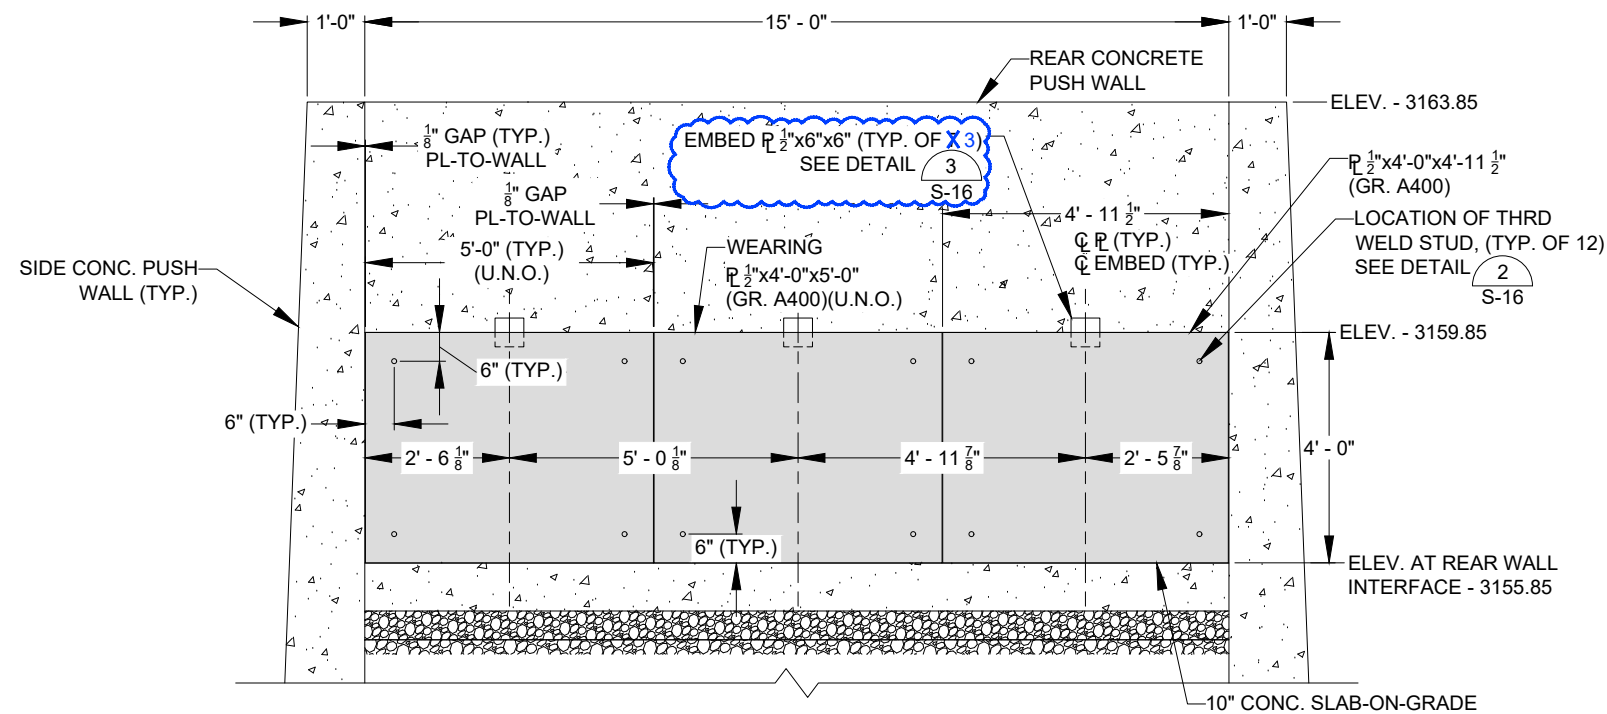 1'-0"
15' - 0"
1'-0"
REAR CONCRETE
PUSH WALL
ELEV. - 3163.85
1/8" GAP (TYP.)
PL-TO-WALL
EMBED PL 1/2"x6"x6" (TYP. OF X 3)
SEE DETAIL 3
S-16
PL 1/2"x4'-0"x4'-11 1/2"
(GR. A400)
1/8" GAP
PL-TO-WALL
4' - 11 1/2"
LOCATION OF THRD
WELD STUD, (TYP. OF 12)
SEE DETAIL 2
S-16
5'-0" (TYP.)
(U.N.O.)
WEARING
PL 1/2"x4'-0"x5'-0"
(GR. A400)(U.N.O.)
CL PL (TYP.)
CL EMBED (TYP.)
SIDE CONC. PUSH
WALL (TYP.)
ELEV. - 3159.85
6" (TYP.)
6" (TYP.)
2' - 6 1/8"
5' - 0 1/8"
4' - 11 7/8"
2' - 5 7/8"
4' - 0"
6" (TYP.)
ELEV. AT REAR WALL
INTERFACE - 3155.85
10" CONC. SLAB-ON-GRADE